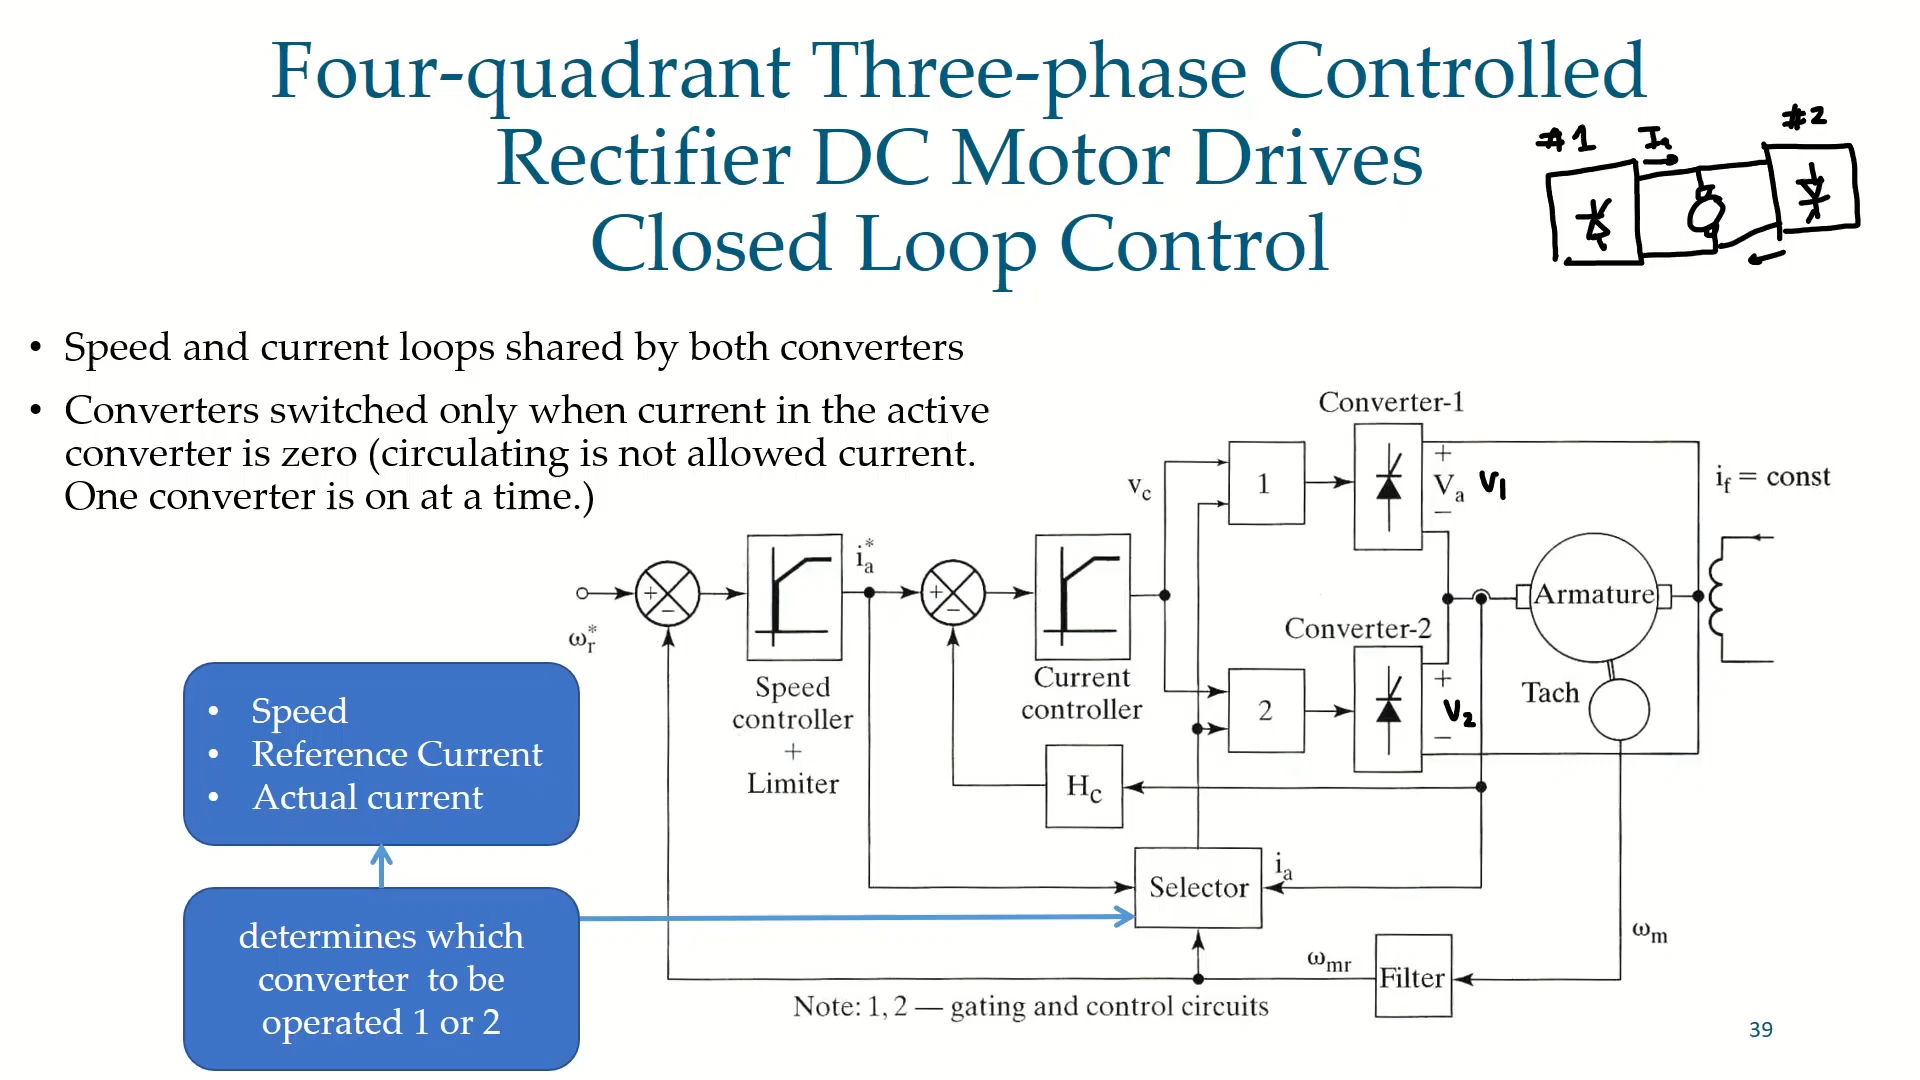 Four-quadrant Three-phase Controlled
Rectifier DC Motor Drives
Closed Loop Control
#1
#2
• Speed and current loops shared by both converters
• Converters switched only when current in the active
converter is zero (circulating is not allowed current.
One converter is on at a time.)
Converter-1
1
+
Va
−
V1
vc
if = const
ia*
+
−
+
−
ωr*
Armature
Converter-2
Speed
controller
+
Limiter
Current
controller
2
+
V2
−
Tach
Hc
Selector
ia
ωm
ωmr
Filter
Note: 1, 2 — gating and control circuits
• Speed
• Reference Current
• Actual current
determines which
converter to be
operated 1 or 2
39